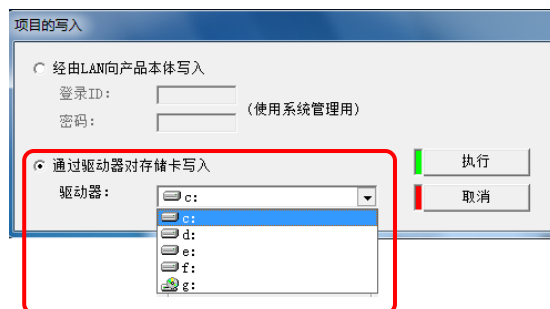 项目的写入
经由LAN向产品本体写入
登录ID:
密码:
(使用系统管理用)
通过驱动器对存储卡写入
驱动器:
c:
c:
d:
e:
f:
g:
执行
取消